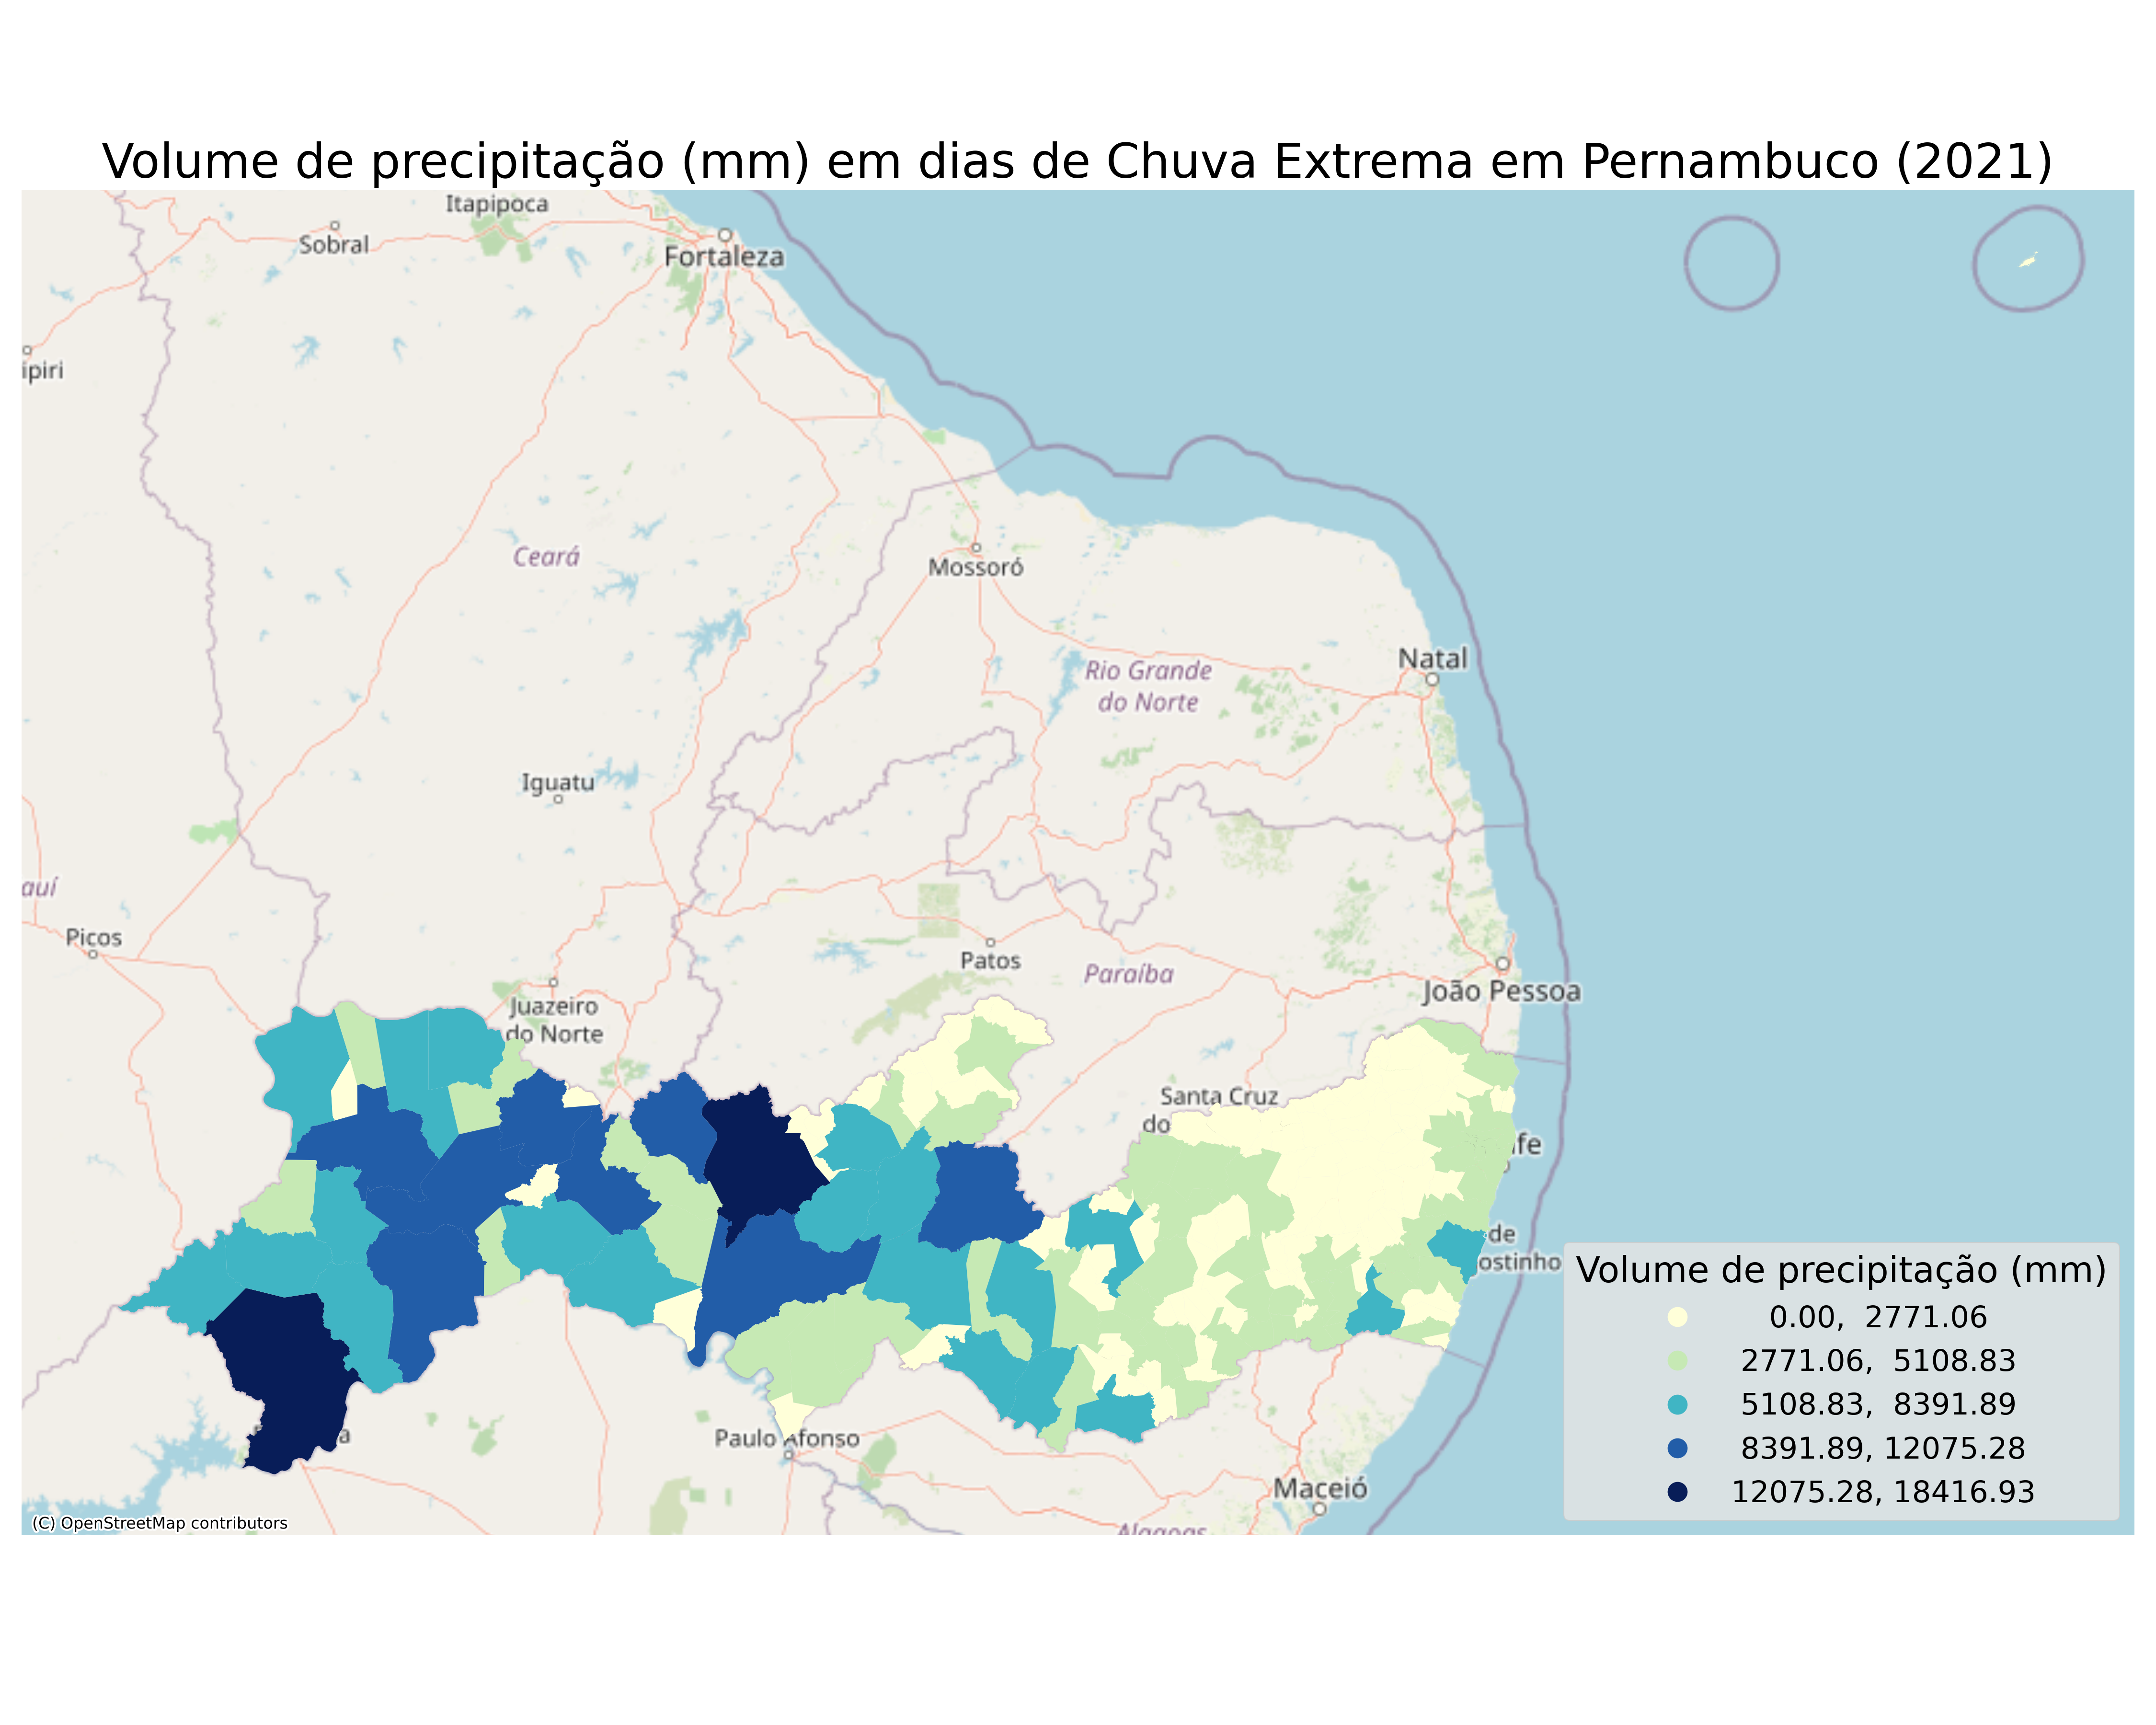 Volume de precipitação (mm) em dias de Chuva Extrema em Pernambuco (2021)
Itapipoca
Sobral
Fortaleza
ipiri
Ceará
Mossoró
Natal
Rio Grande
do Norte
Iguatu
auí
Picos
Patos
Paraíba
João Pessoa
Juazeiro
do Norte
Santa Cruz
do
ife
de
ostinho
Volume de precipitação (mm)
0.00, 2771.06
2771.06, 5108.83
5108.83, 8391.89
8391.89, 12075.28
12075.28, 18416.93
a
Paulo Afonso
Maceió
Alagoas
(C) OpenStreetMap contributors